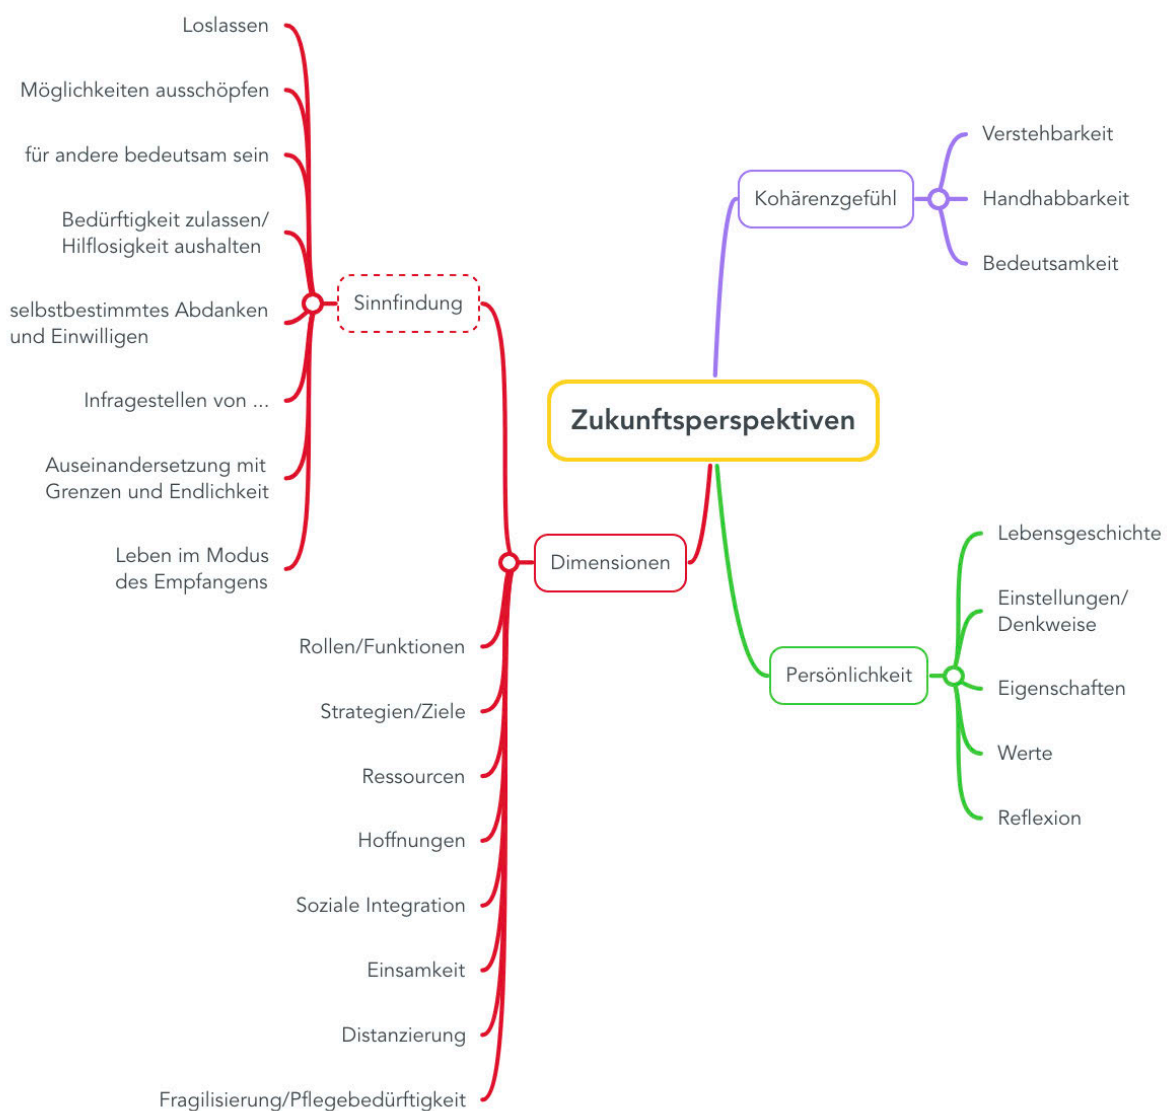 Zukunftsperspektiven
Kohärenzgefühl
Verstehbarkeit
Handhabbarkeit
Bedeutsamkeit
Persönlichkeit
Lebensgeschichte
Einstellungen/
Denkweise
Eigenschaften
Werte
Reflexion
Dimensionen
Sinnfindung
Loslassen
Möglichkeiten ausschöpfen
für andere bedeutsam sein
Bedürftigkeit zulassen/
Hilflosigkeit aushalten
selbstbestimmtes Abdanken
und Einwilligen
Infragestellen von ...
Auseinandersetzung mit
Grenzen und Endlichkeit
Leben im Modus
des Empfangens
Rollen/Funktionen
Strategien/Ziele
Ressourcen
Hoffnungen
Soziale Integration
Einsamkeit
Distanzierung
Fragilisierung/Pflegebedürftigkeit